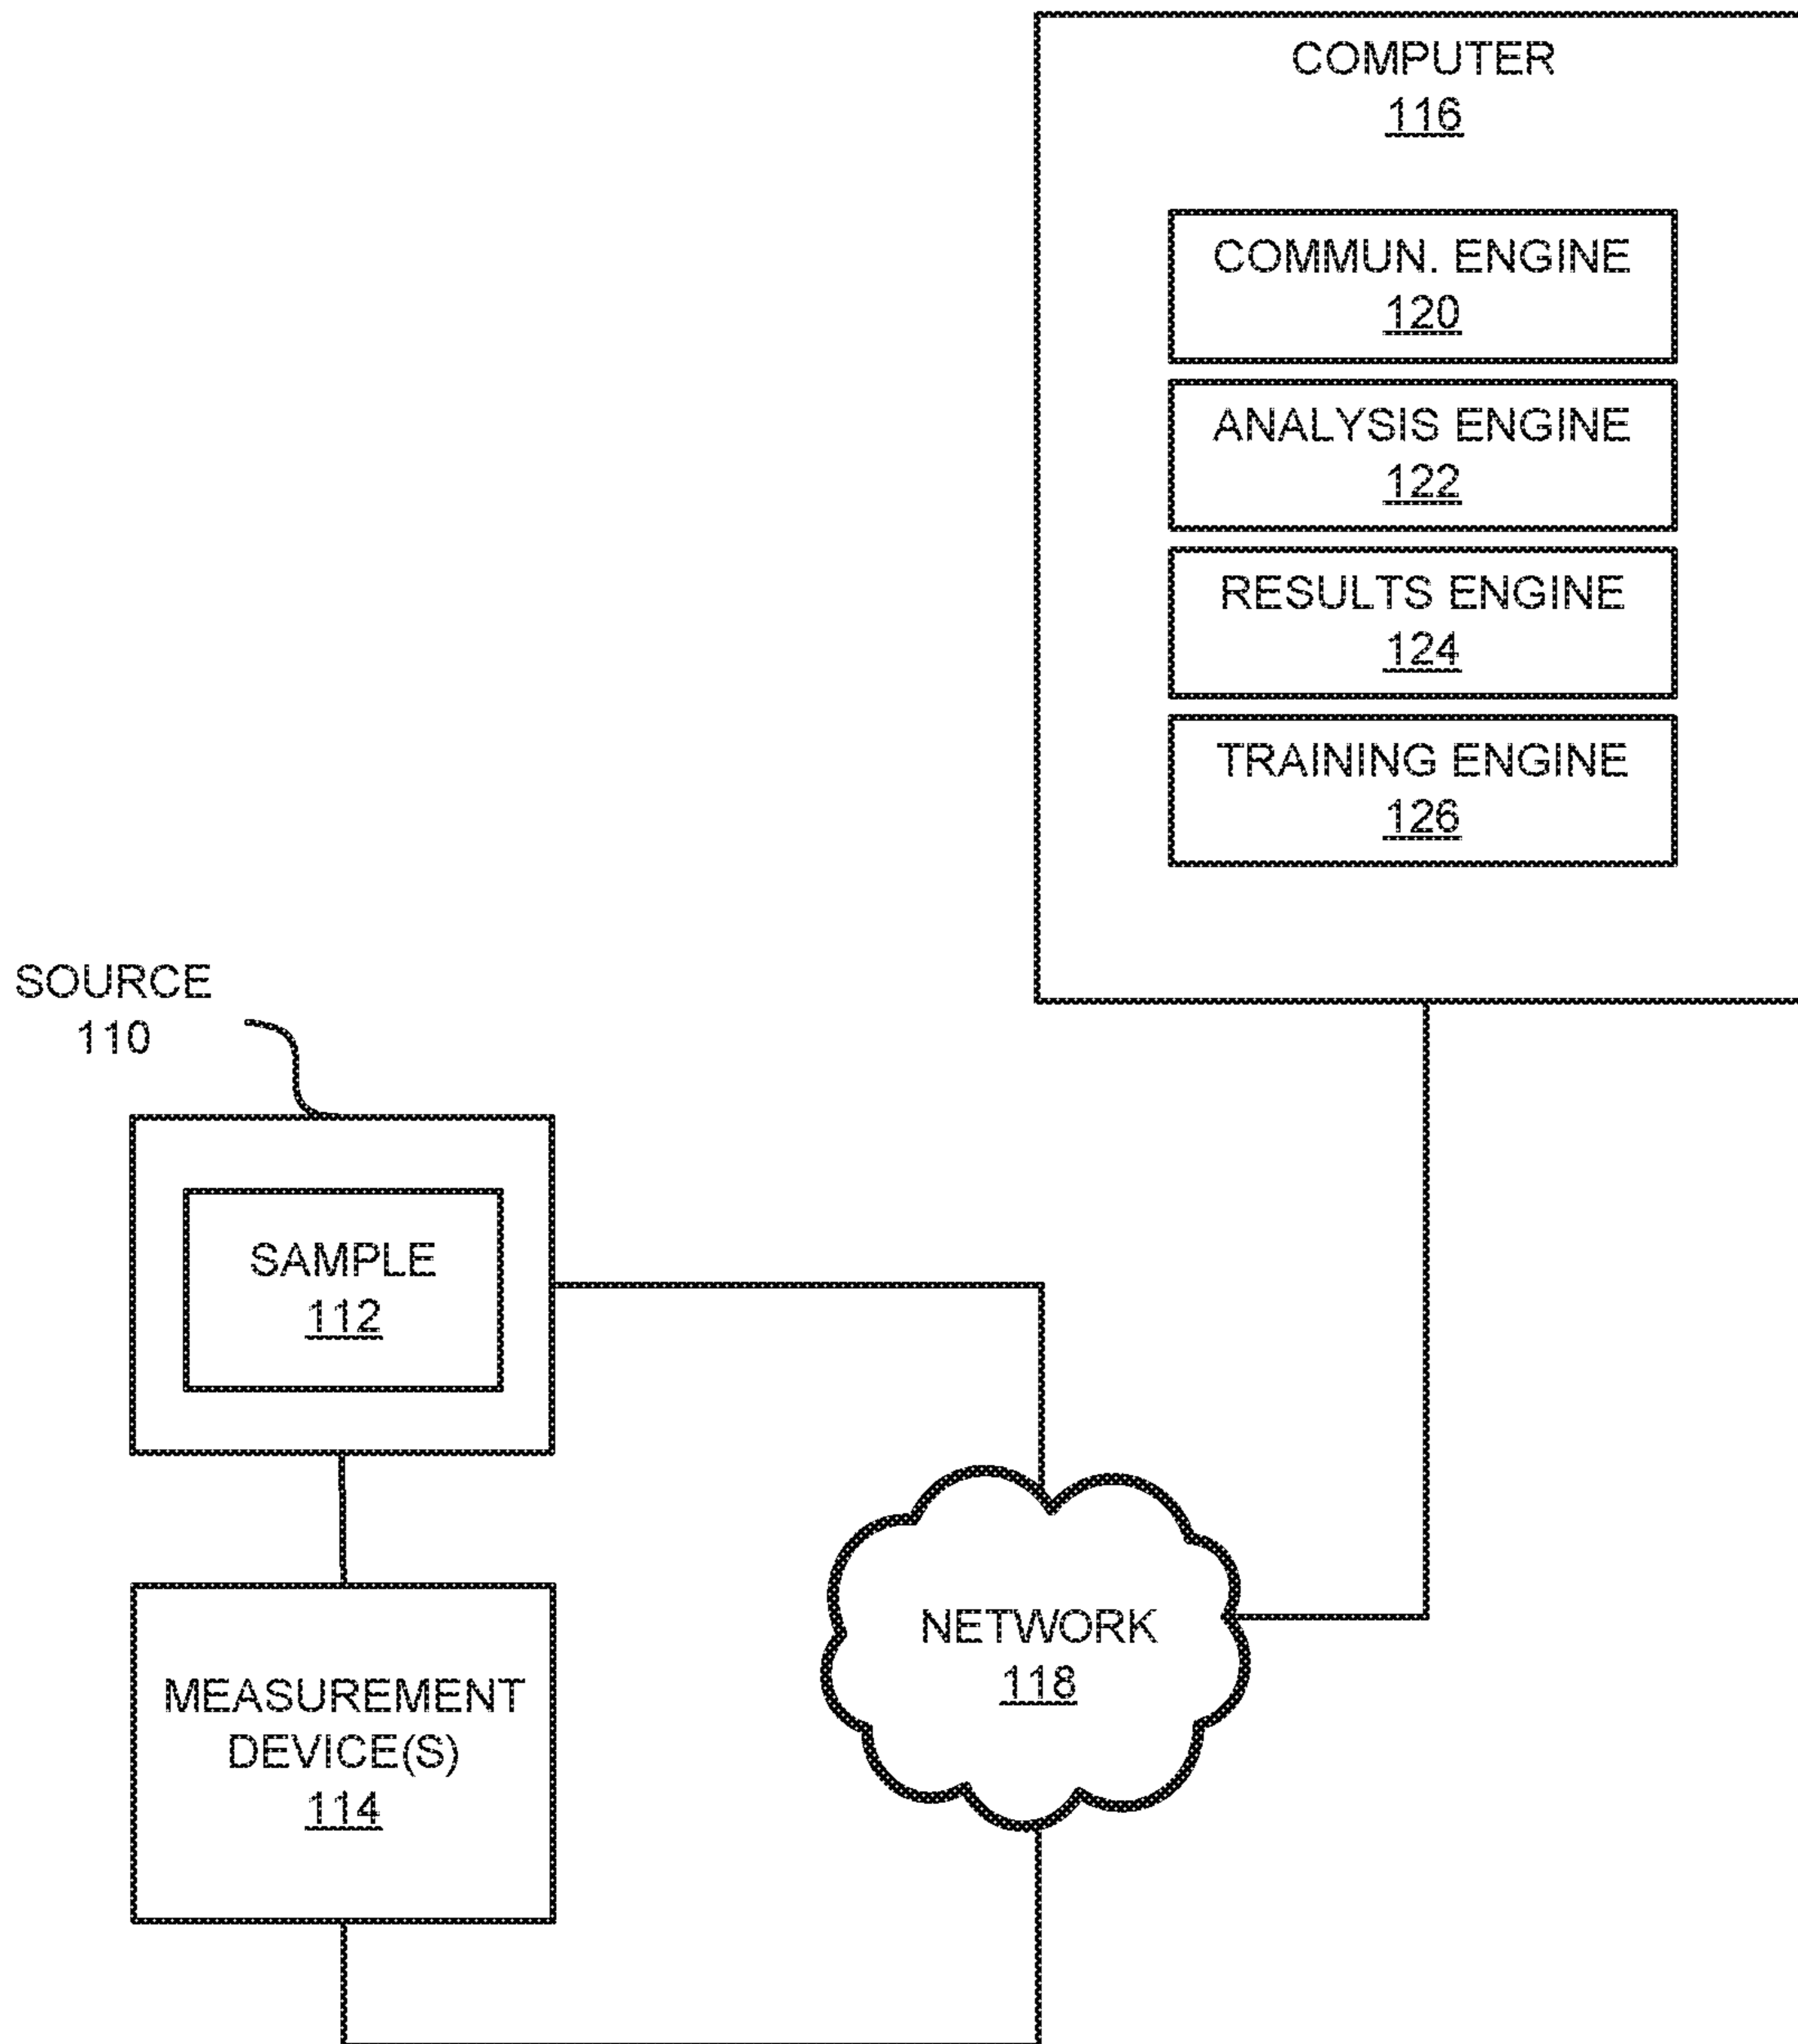 COMPUTER
116
COMMUN. ENGINE
120
ANALYSIS ENGINE
122
RESULTS ENGINE
124
TRAINING ENGINE
126
SOURCE
110
SAMPLE
112
NETWORK
118
MEASUREMENT
DEVICE(S)
114